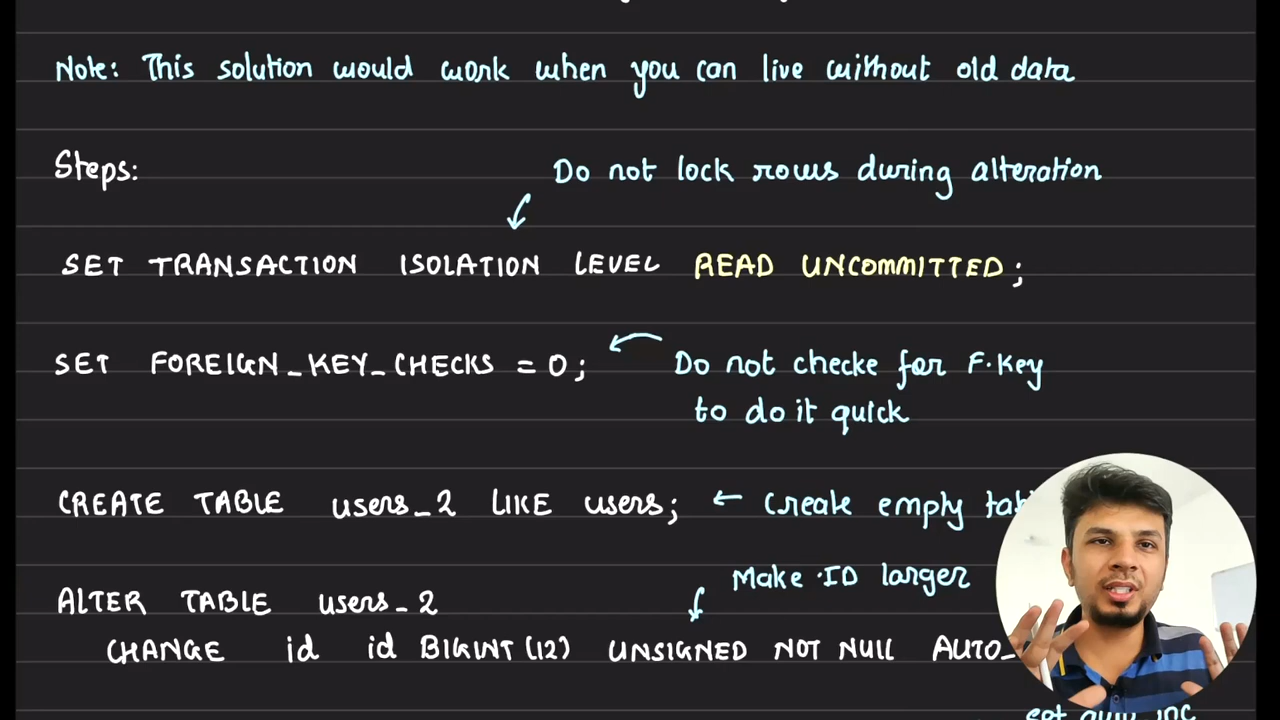 Note: This solution would work when you can live without old data
Steps:
Do not lock rows during alteration
SET TRANSACTION ISOLATION LEVEL READ UNCOMMITTED;
SET FOREIGN_KEY_CHECKS = 0;
Do not checke for F.Key
to do it quick
CREATE TABLE users_2 LIKE users; ← Create empty
Make ID larger
ALTER TABLE users_2
CHANGE id id BIGINT (12) UNSIGNED NOT NULL AUTO_